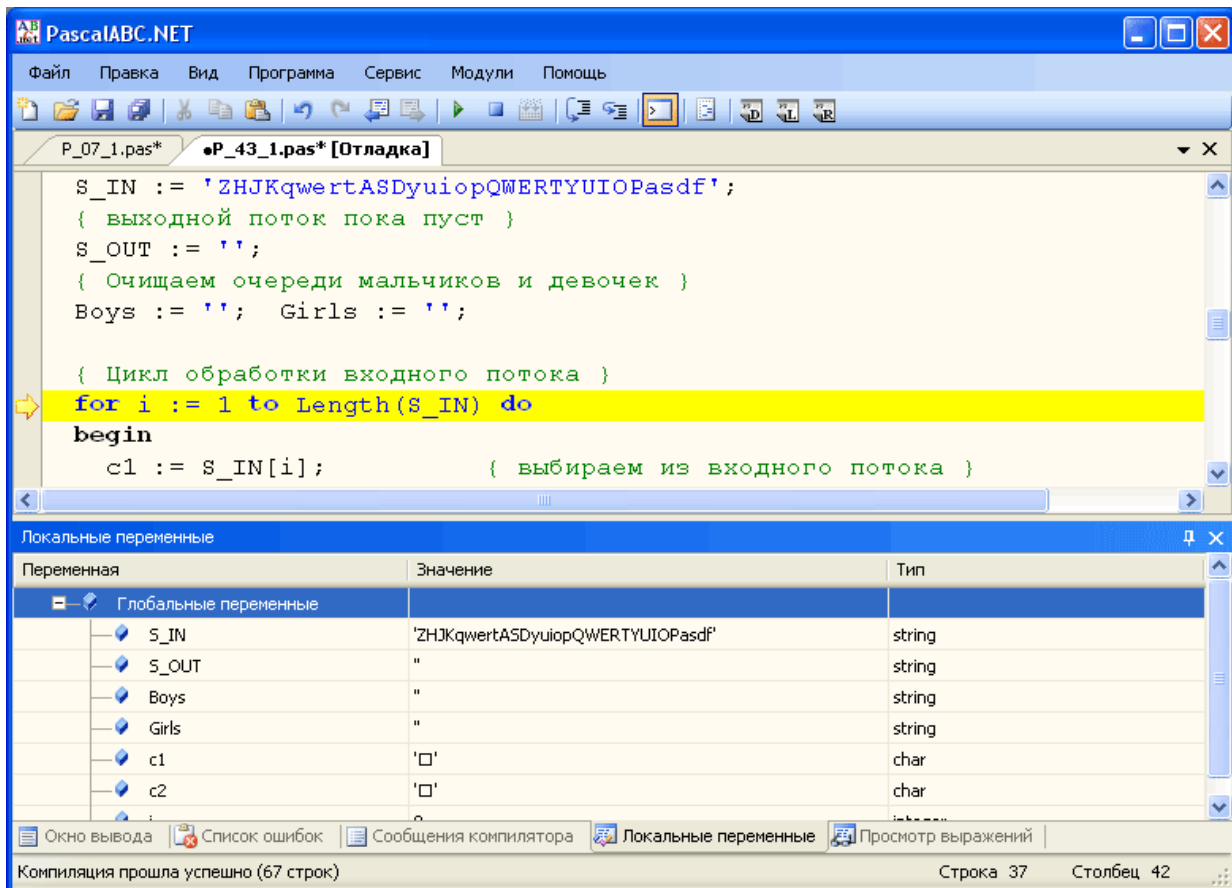 PascalABC.NET
Файл Правка Вид Программа Сервис Модули Помощь
P_07_1.pas* •P_43_1.pas* [Отладка]
S_IN := 'ZHJKqwertASDyuiopQWERTYUIOPasdf';
{ выходной поток пока пуст }
S_OUT := '';
{ Очищаем очереди мальчиков и девочек }
Boys := ''; Girls := '';
{ Цикл обработки входного потока }
for i := 1 to Length(S_IN) do
begin
c1 := S_IN[i]; { выбираем из входного потока }
Локальные переменные
Переменная Значение Тип
Глобальные переменные
S_IN 'ZHJKqwertASDyuiopQWERTYUIOPasdf' string
S_OUT '' string
Boys '' string
Girls '' string
c1 '□' char
c2 '□' char
Окно вывода Список ошибок Сообщения компилятора Локальные переменные Просмотр выражений
Компиляция прошла успешно (67 строк) Строка 37 Столбец 42